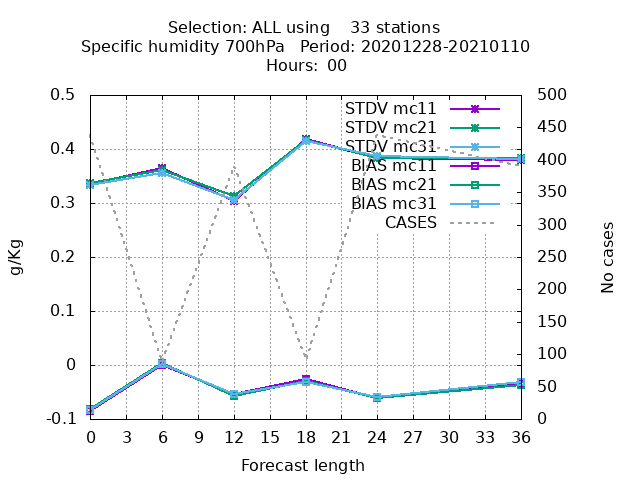 Selection: ALL using    33 stations
Specific humidity 700hPa   Period: 20201228-20210110
Hours: 00
0.5
0.4
0.3
0.2
0.1
0
-0.1
g/Kg
STDV mc11
STDV mc21
STDV mc31
BIAS mc11
BIAS mc21
BIAS mc31
CASES
500
450
400
350
300
250
200
150
100
50
0
No cases
0 3 6 9 12 15 18 21 24 27 30 33 36
Forecast length